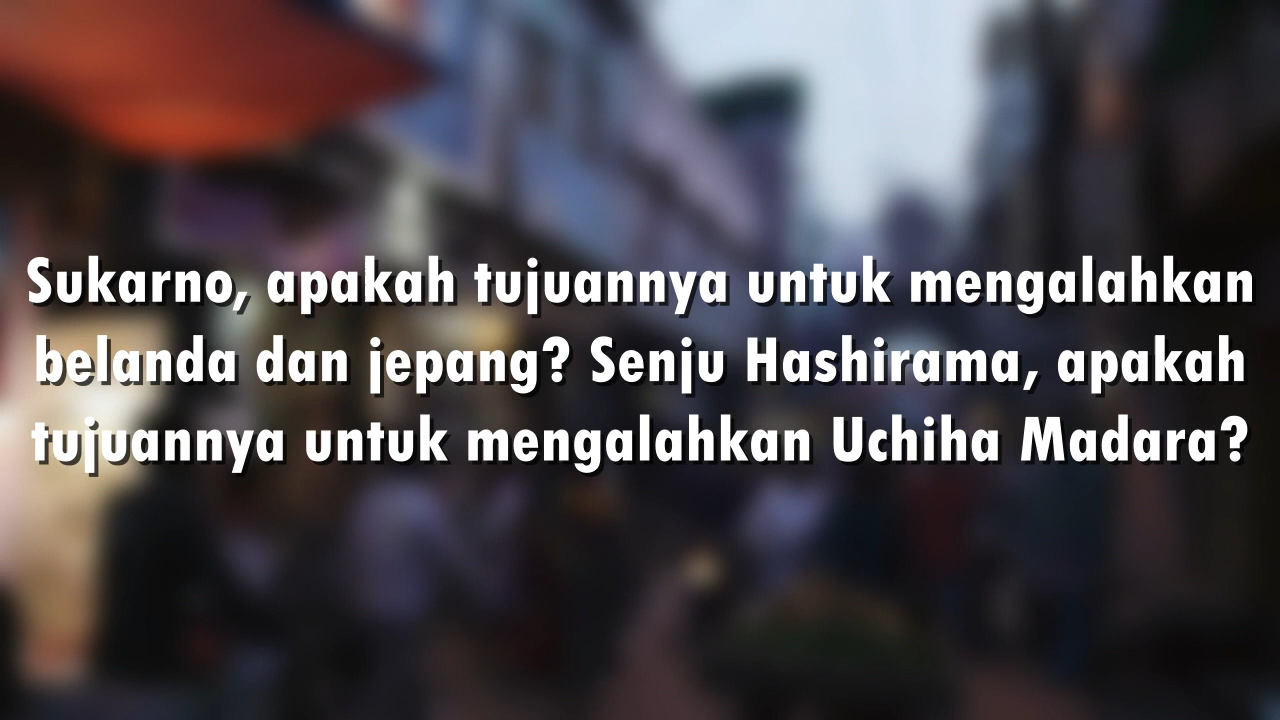 Sukarno, apakah tujuannya untuk mengalahkan
belanda dan jepang? Senju Hashirama, apakah
tujuannya untuk mengalahkan Uchiha Madara?